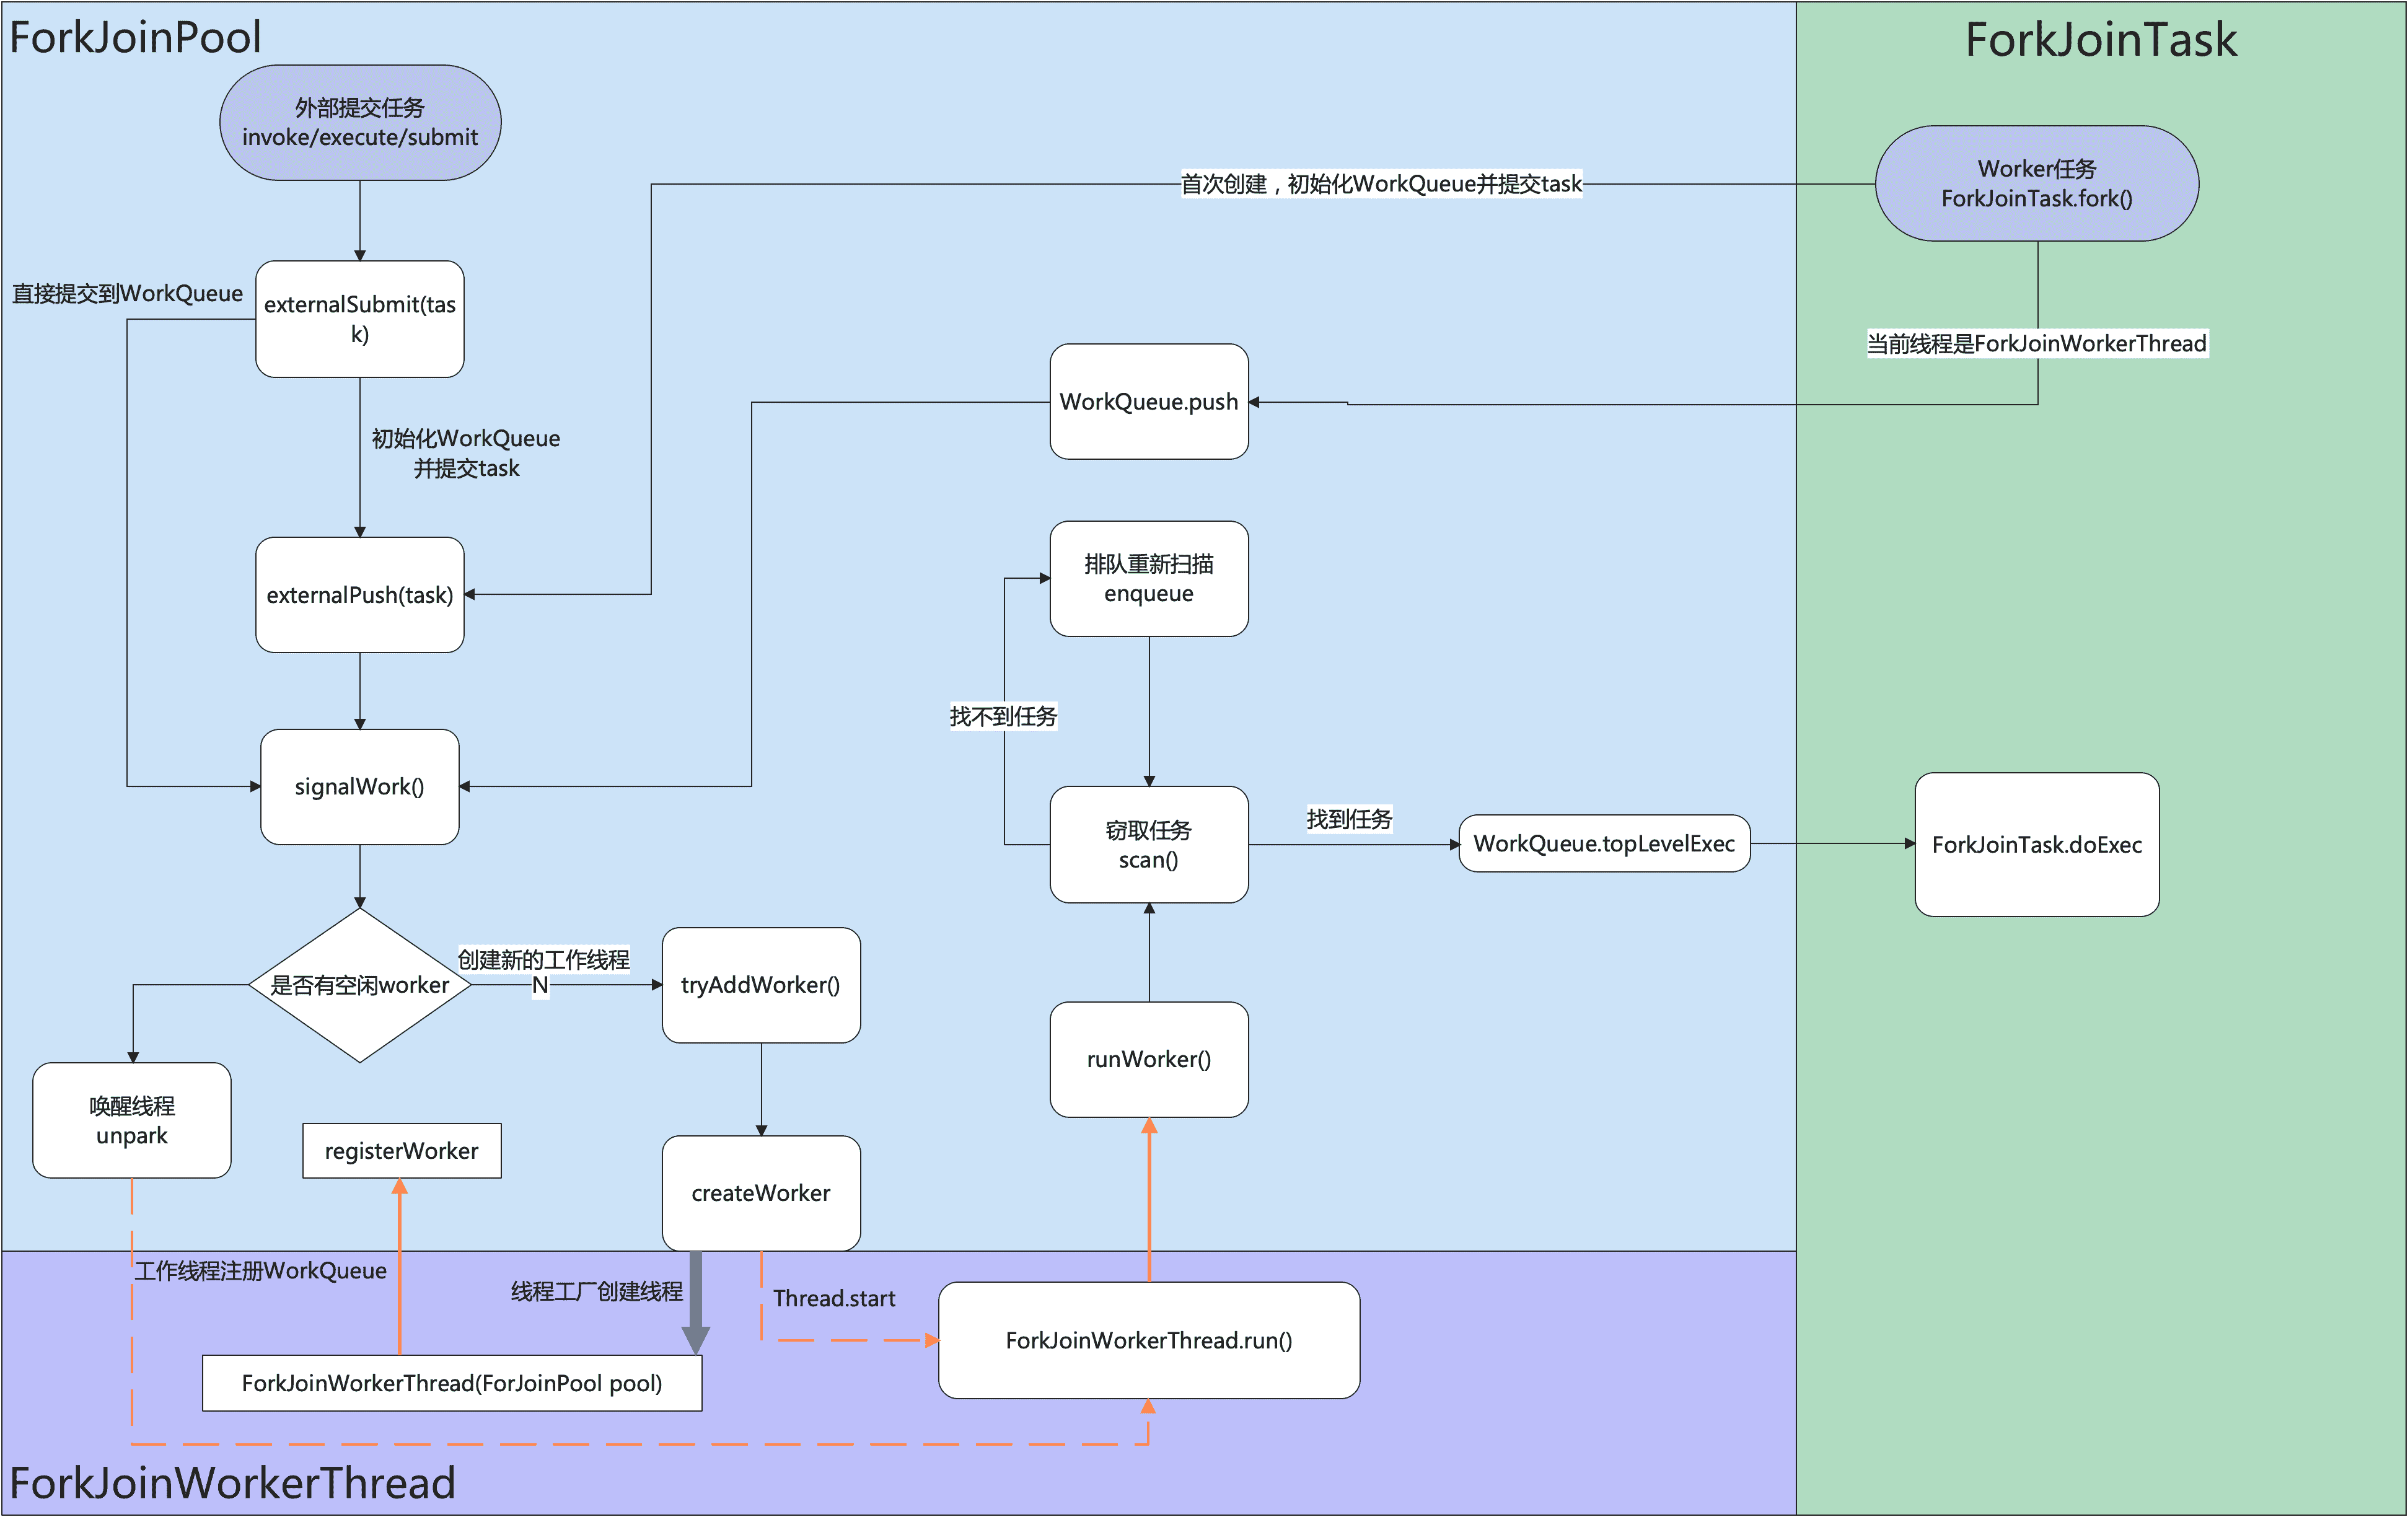 ForkJoinPool
ForkJoinTask
外部提交任务
invoke/execute/submit
Worker任务
ForkJoinTask.fork()
首次创建，初始化WorkQueue并提交task
直接提交到WorkQueue
externalSubmit(tas
k)
当前线程是ForkJoinWorkerThread
WorkQueue.push
初始化WorkQueue
并提交task
排队重新扫描
enqueue
externalPush(task)
找不到任务
signalWork()
窃取任务
scan()
找到任务
WorkQueue.topLevelExec
ForkJoinTask.doExec
是否有空闲worker
创建新的工作线程
N
tryAddWorker()
runWorker()
唤醒线程
unpark
registerWorker
createWorker
工作线程注册WorkQueue
线程工厂创建线程
Thread.start
ForkJoinWorkerThread.run()
ForkJoinWorkerThread(ForJoinPool pool)
ForkJoinWorkerThread